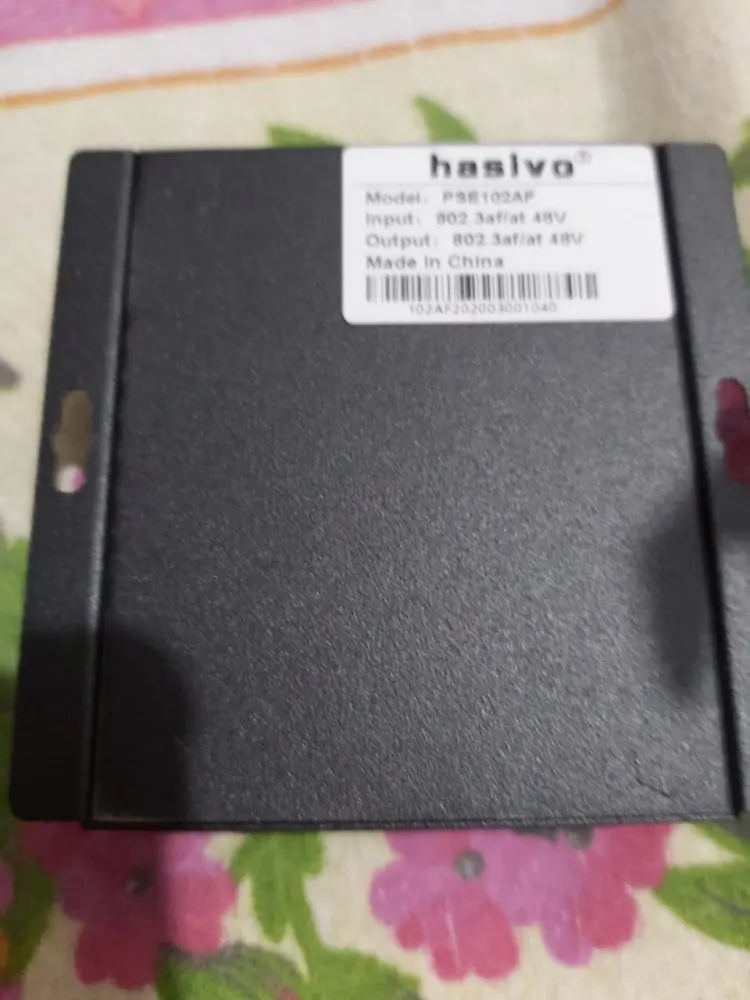 hasivo®
Model: PSE102AF
Input: 802.3af/at 48V
Output: 802.3af/at 48V
Made in China
102AF202003001040